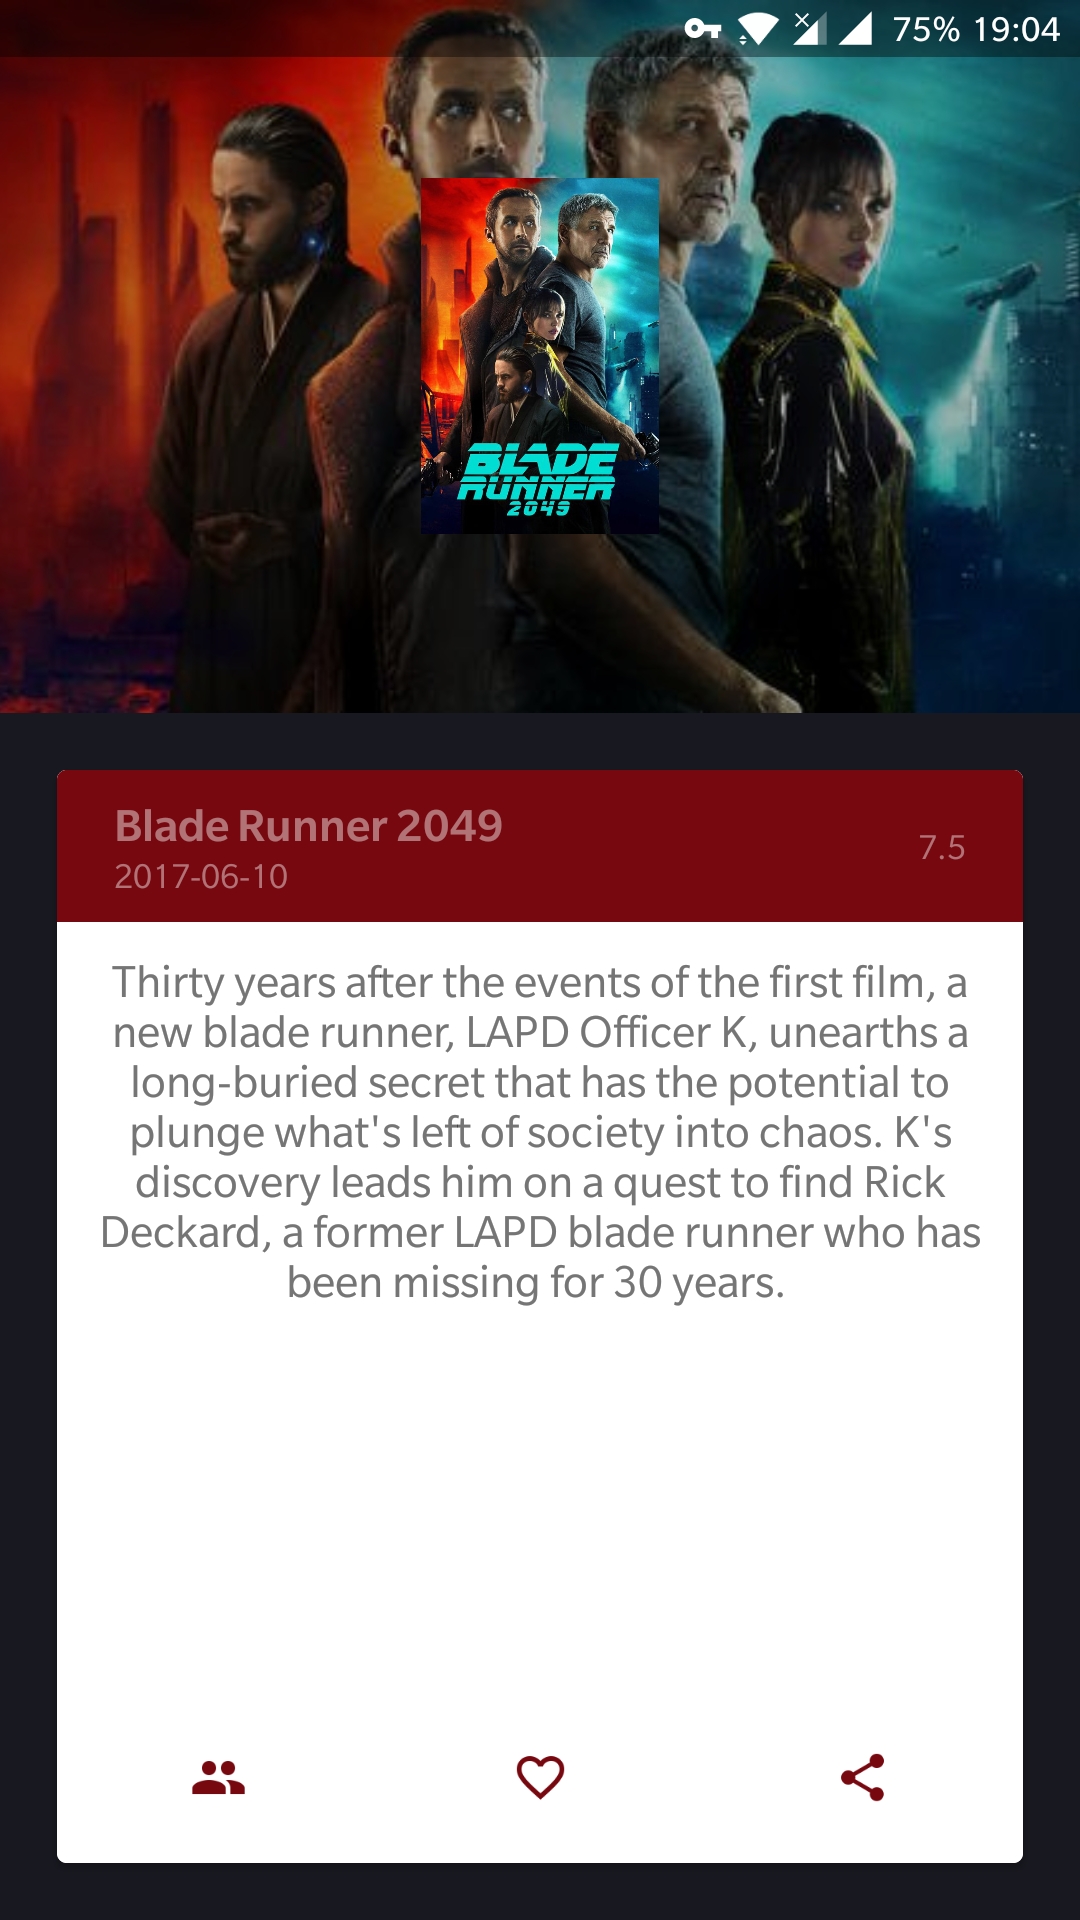 75% 19:04
BLADE
RUNNER
2049
Blade Runner 2049
2017-06-10
7.5
Thirty years after the events of the first film, a
new blade runner, LAPD Officer K, unearths a
long-buried secret that has the potential to
plunge what's left of society into chaos. K's
discovery leads him on a quest to find Rick
Deckard, a former LAPD blade runner who has
been missing for 30 years.